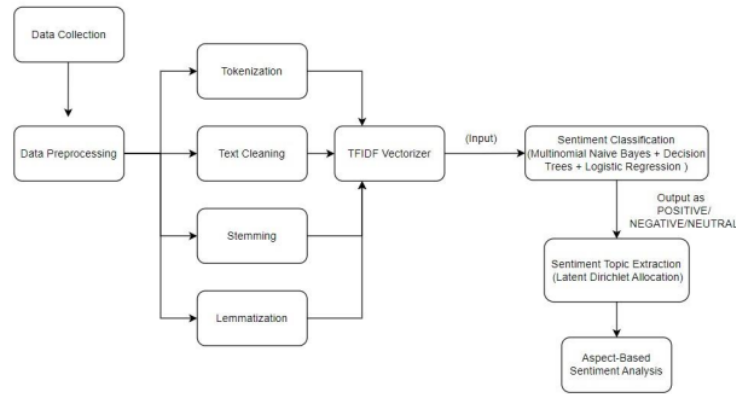 Data Collection
Data Preprocessing
Tokenization
Text Cleaning
Stemming
Lemmatization
TFIDF Vectorizer
(Input)
Sentiment Classification
(Multinomial Naive Bayes + Decision
Trees + Logistic Regression )
Output as
POSITIVE/
NEGATIVE/NEUTRAL
Sentiment Topic Extraction
(Latent Dirichlet Allocation)
Aspect-Based
Sentiment Analysis